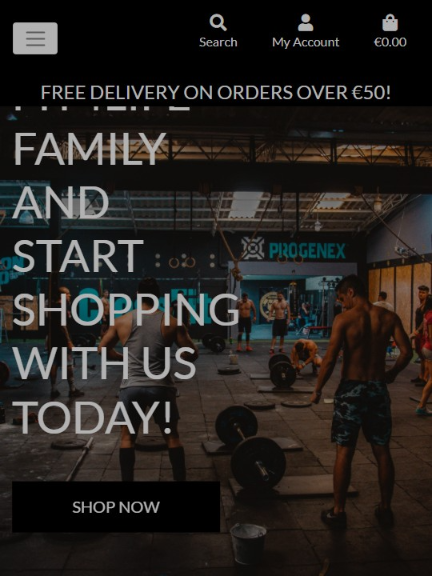 Search
My Account
€0.00
FREE DELIVERY ON ORDERS OVER €50!
FAMILY
AND
START
SHOPPING
WITH US
TODAY!
PROGENEX
SHOP NOW